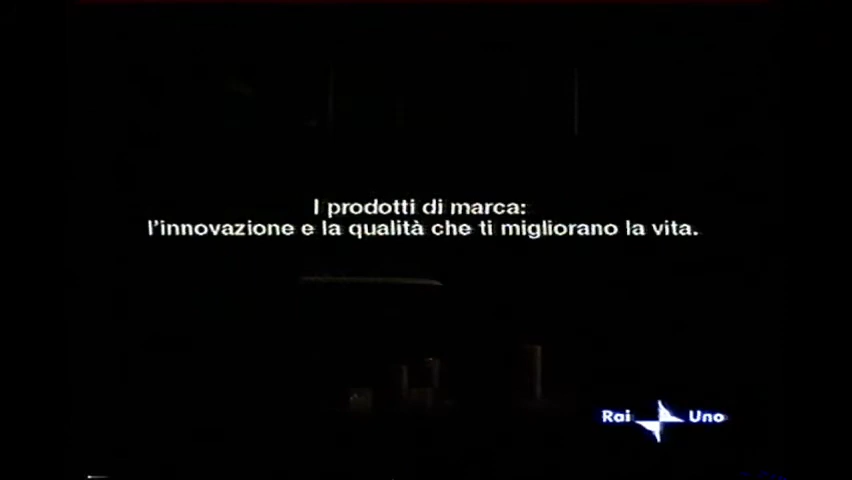 I prodotti di marca:
l'innovazione e la qualità che ti migliorano la vita.
Rai Uno